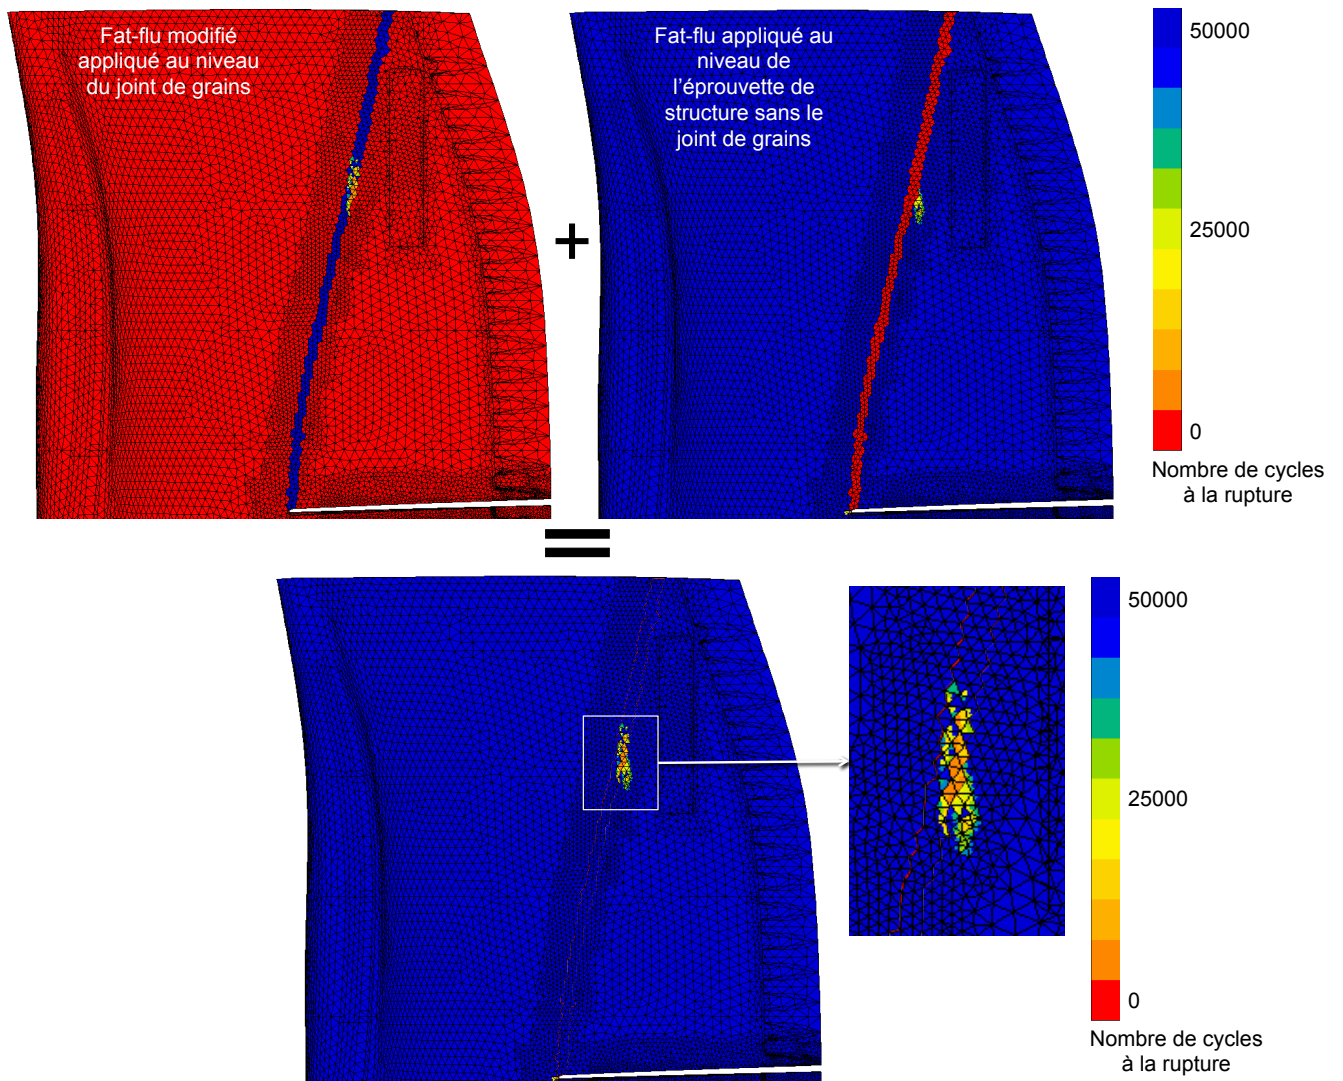 Fat-flu modifié
appliqué au niveau
du joint de grains
+
Fat-flu appliqué au
niveau de
l'éprouvette de
structure sans le
joint de grains
50000
25000
0
Nombre de cycles
à la rupture
=
50000
25000
0
Nombre de cycles
à la rupture